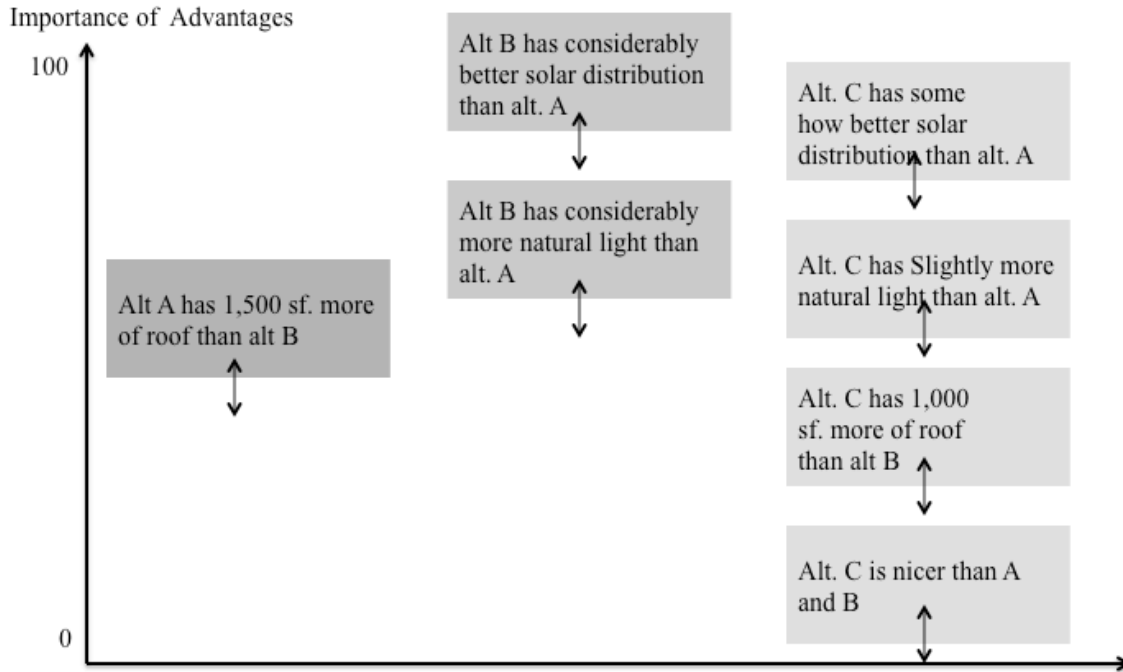 Importance of Advantages
100
Alt B has considerably
better solar distribution
than alt. A
Alt. C has some
how better solar
distribution than alt. A
Alt B has considerably
more natural light than
alt. A
Alt. C has Slightly more
natural light than alt. A
Alt A has 1,500 sf. more
of roof than alt B
Alt. C has 1,000
sf. more of roof
than alt B
Alt. C is nicer than A
and B
0